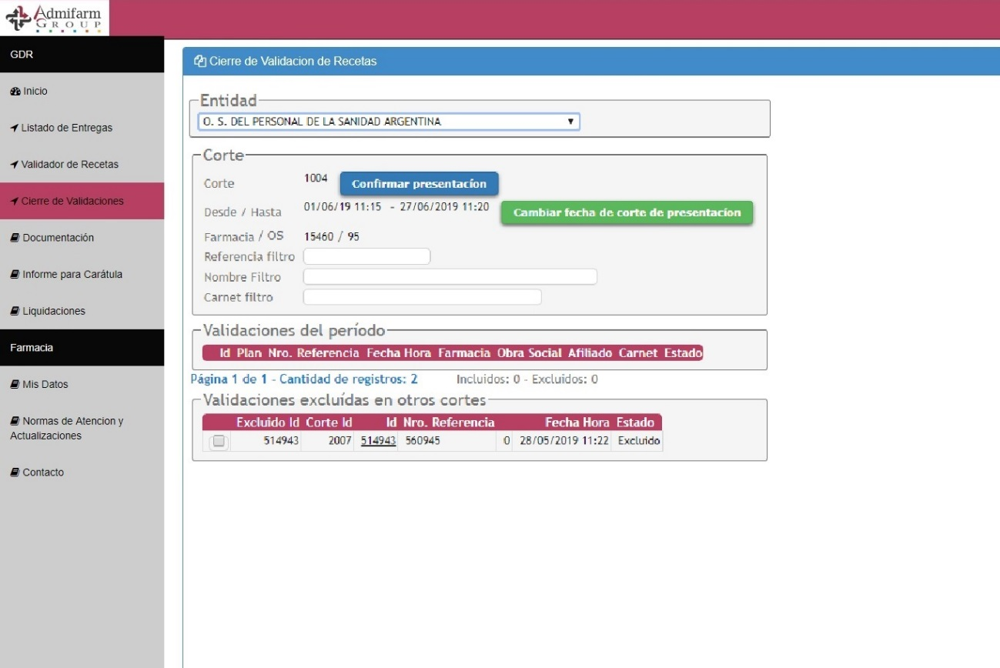 Admifarm
GROUP
GDR
Inicio
Listado de Entregas
Validador de Recetas
Cierre de Validaciones
Documentación
Informe para Carátula
Liquidaciones
Farmacia
Mis Datos
Normas de Atencion y
Actualizaciones
Contacto
Cierre de Validacion de Recetas
Entidad
O. S. DEL PERSONAL DE LA SANIDAD ARGENTINA
Corte
Corte 1004 Confirmar presentacíon
Desde / Hasta 01/06/19 11:15 - 27/06/2019 11:20 Cambiar fecha de corte de presentacíon
Farmacia / OS 15460 / 95
Referencia filtro
Nombre Filtro
Carnet filtro
Validaciones del período
Id Plan Nro. Referencia Fecha Hora Farmacia Obra Social Afiliado Carnet Estado
Página 1 de 1 - Cantidad de registros: 2 Incluidos: 0 - Excluidos: 0
Validaciones excluídas en otros cortes
Excluido Id Corte Id Id Nro. Referencia Fecha Hora Estado
514943 2007 514943 560945 0 28/05/2019 11:22 Excluido